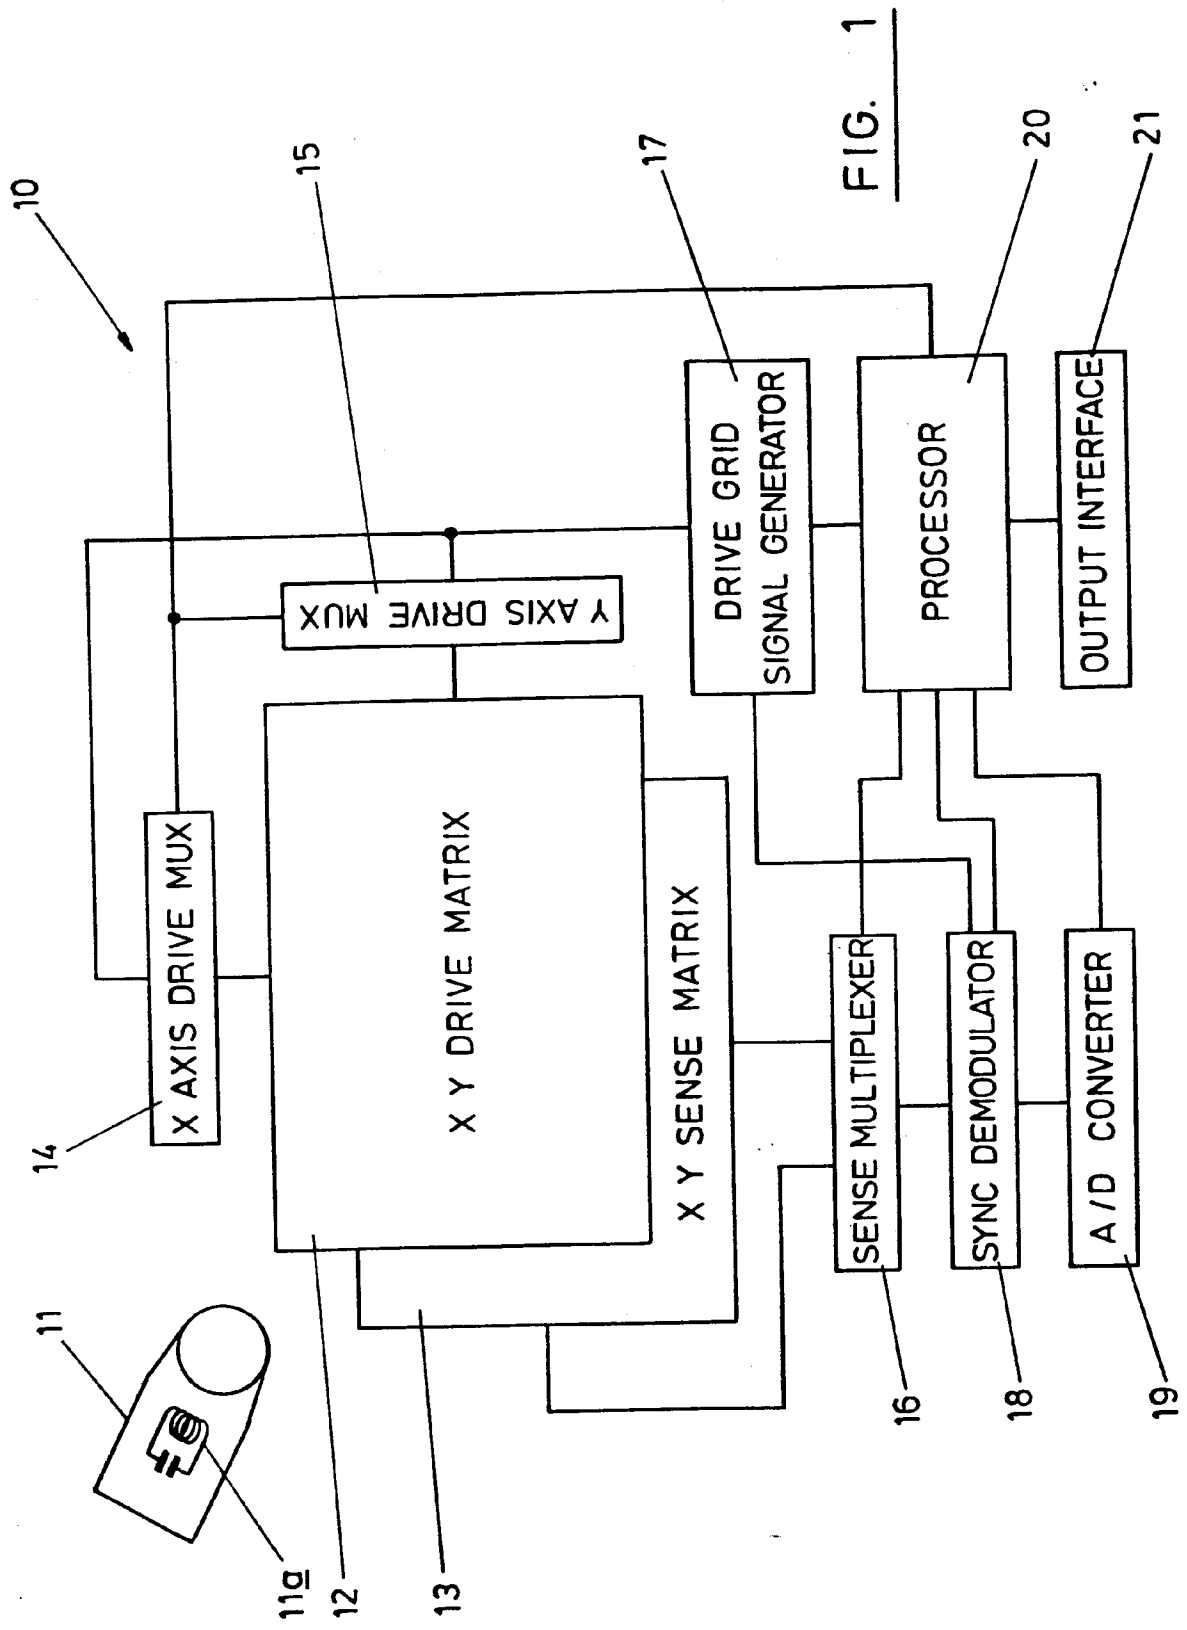 10
11
11a
14
X AXIS DRIVE MUX
15
Y AXIS DRIVE MUX
12
X Y DRIVE MATRIX
13
X Y SENSE MATRIX
17
DRIVE GRID
SIGNAL GENERATOR
16
SENSE MULTIPLEXER
18
SYNC DEMODULATOR
PROCESSOR
20
19
A/D CONVERTER
OUTPUT INTERFACE
21
FIG. 1